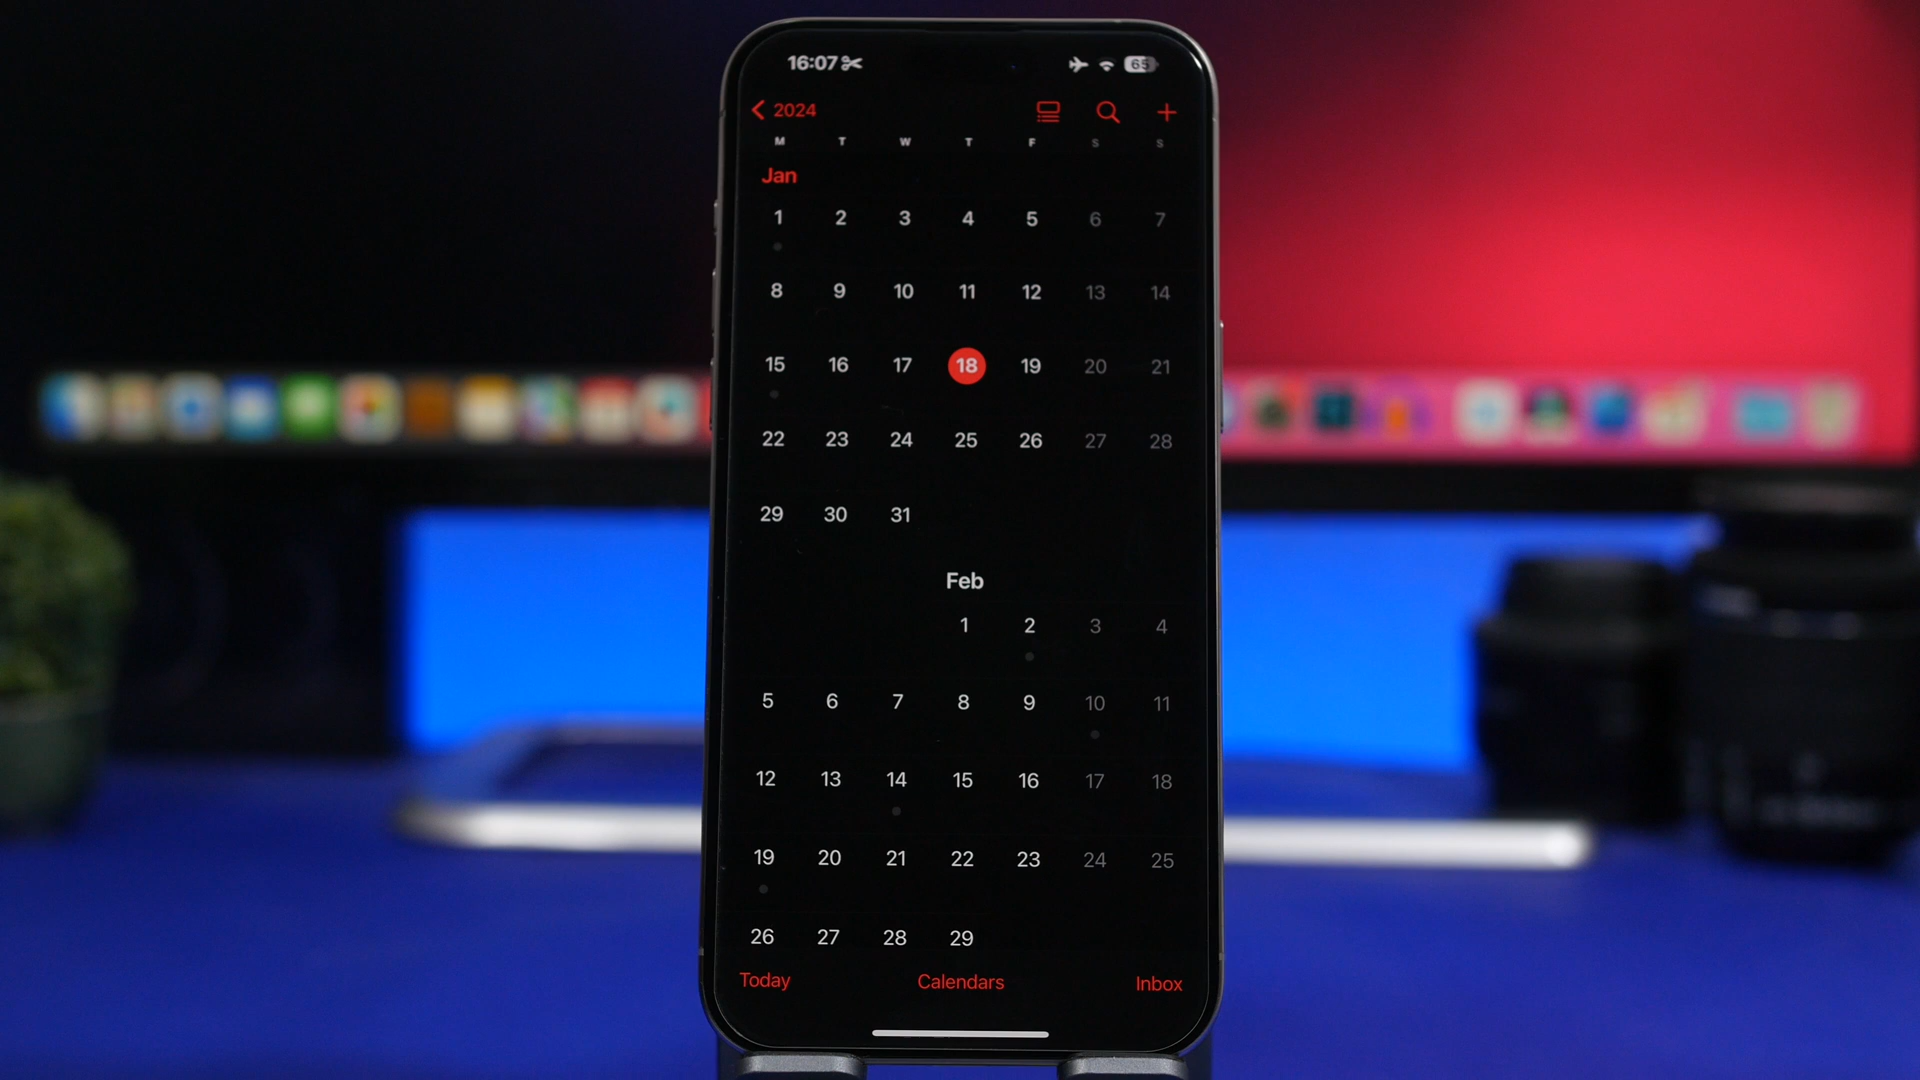 16:07 65
2024
M T W T F S S
Jan
1 2 3 4 5 6 7
8 9 10 11 12 13 14
15 16 17 18 19 20 21
22 23 24 25 26 27 28
29 30 31
Feb
1 2 3 4
5 6 7 8 9 10 11
12 13 14 15 16 17 18
19 20 21 22 23 24 25
26 27 28 29
Today Calendars Inbox